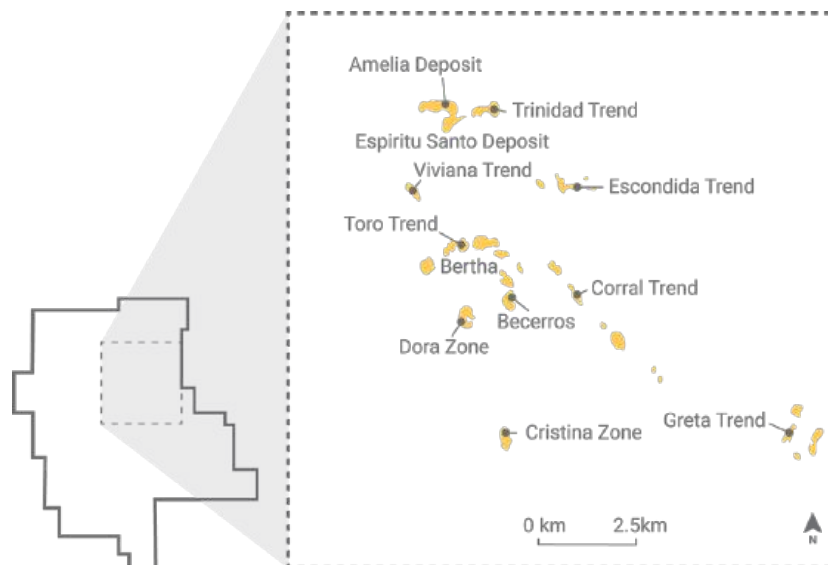 Amelia Deposit
Trinidad Trend
Espiritu Santo Deposit
Viviana Trend
Escondida Trend
Toro Trend
Bertha
Corral Trend
Becerros
Dora Zone
Greta Trend
Cristina Zone
0 km 2.5km
N